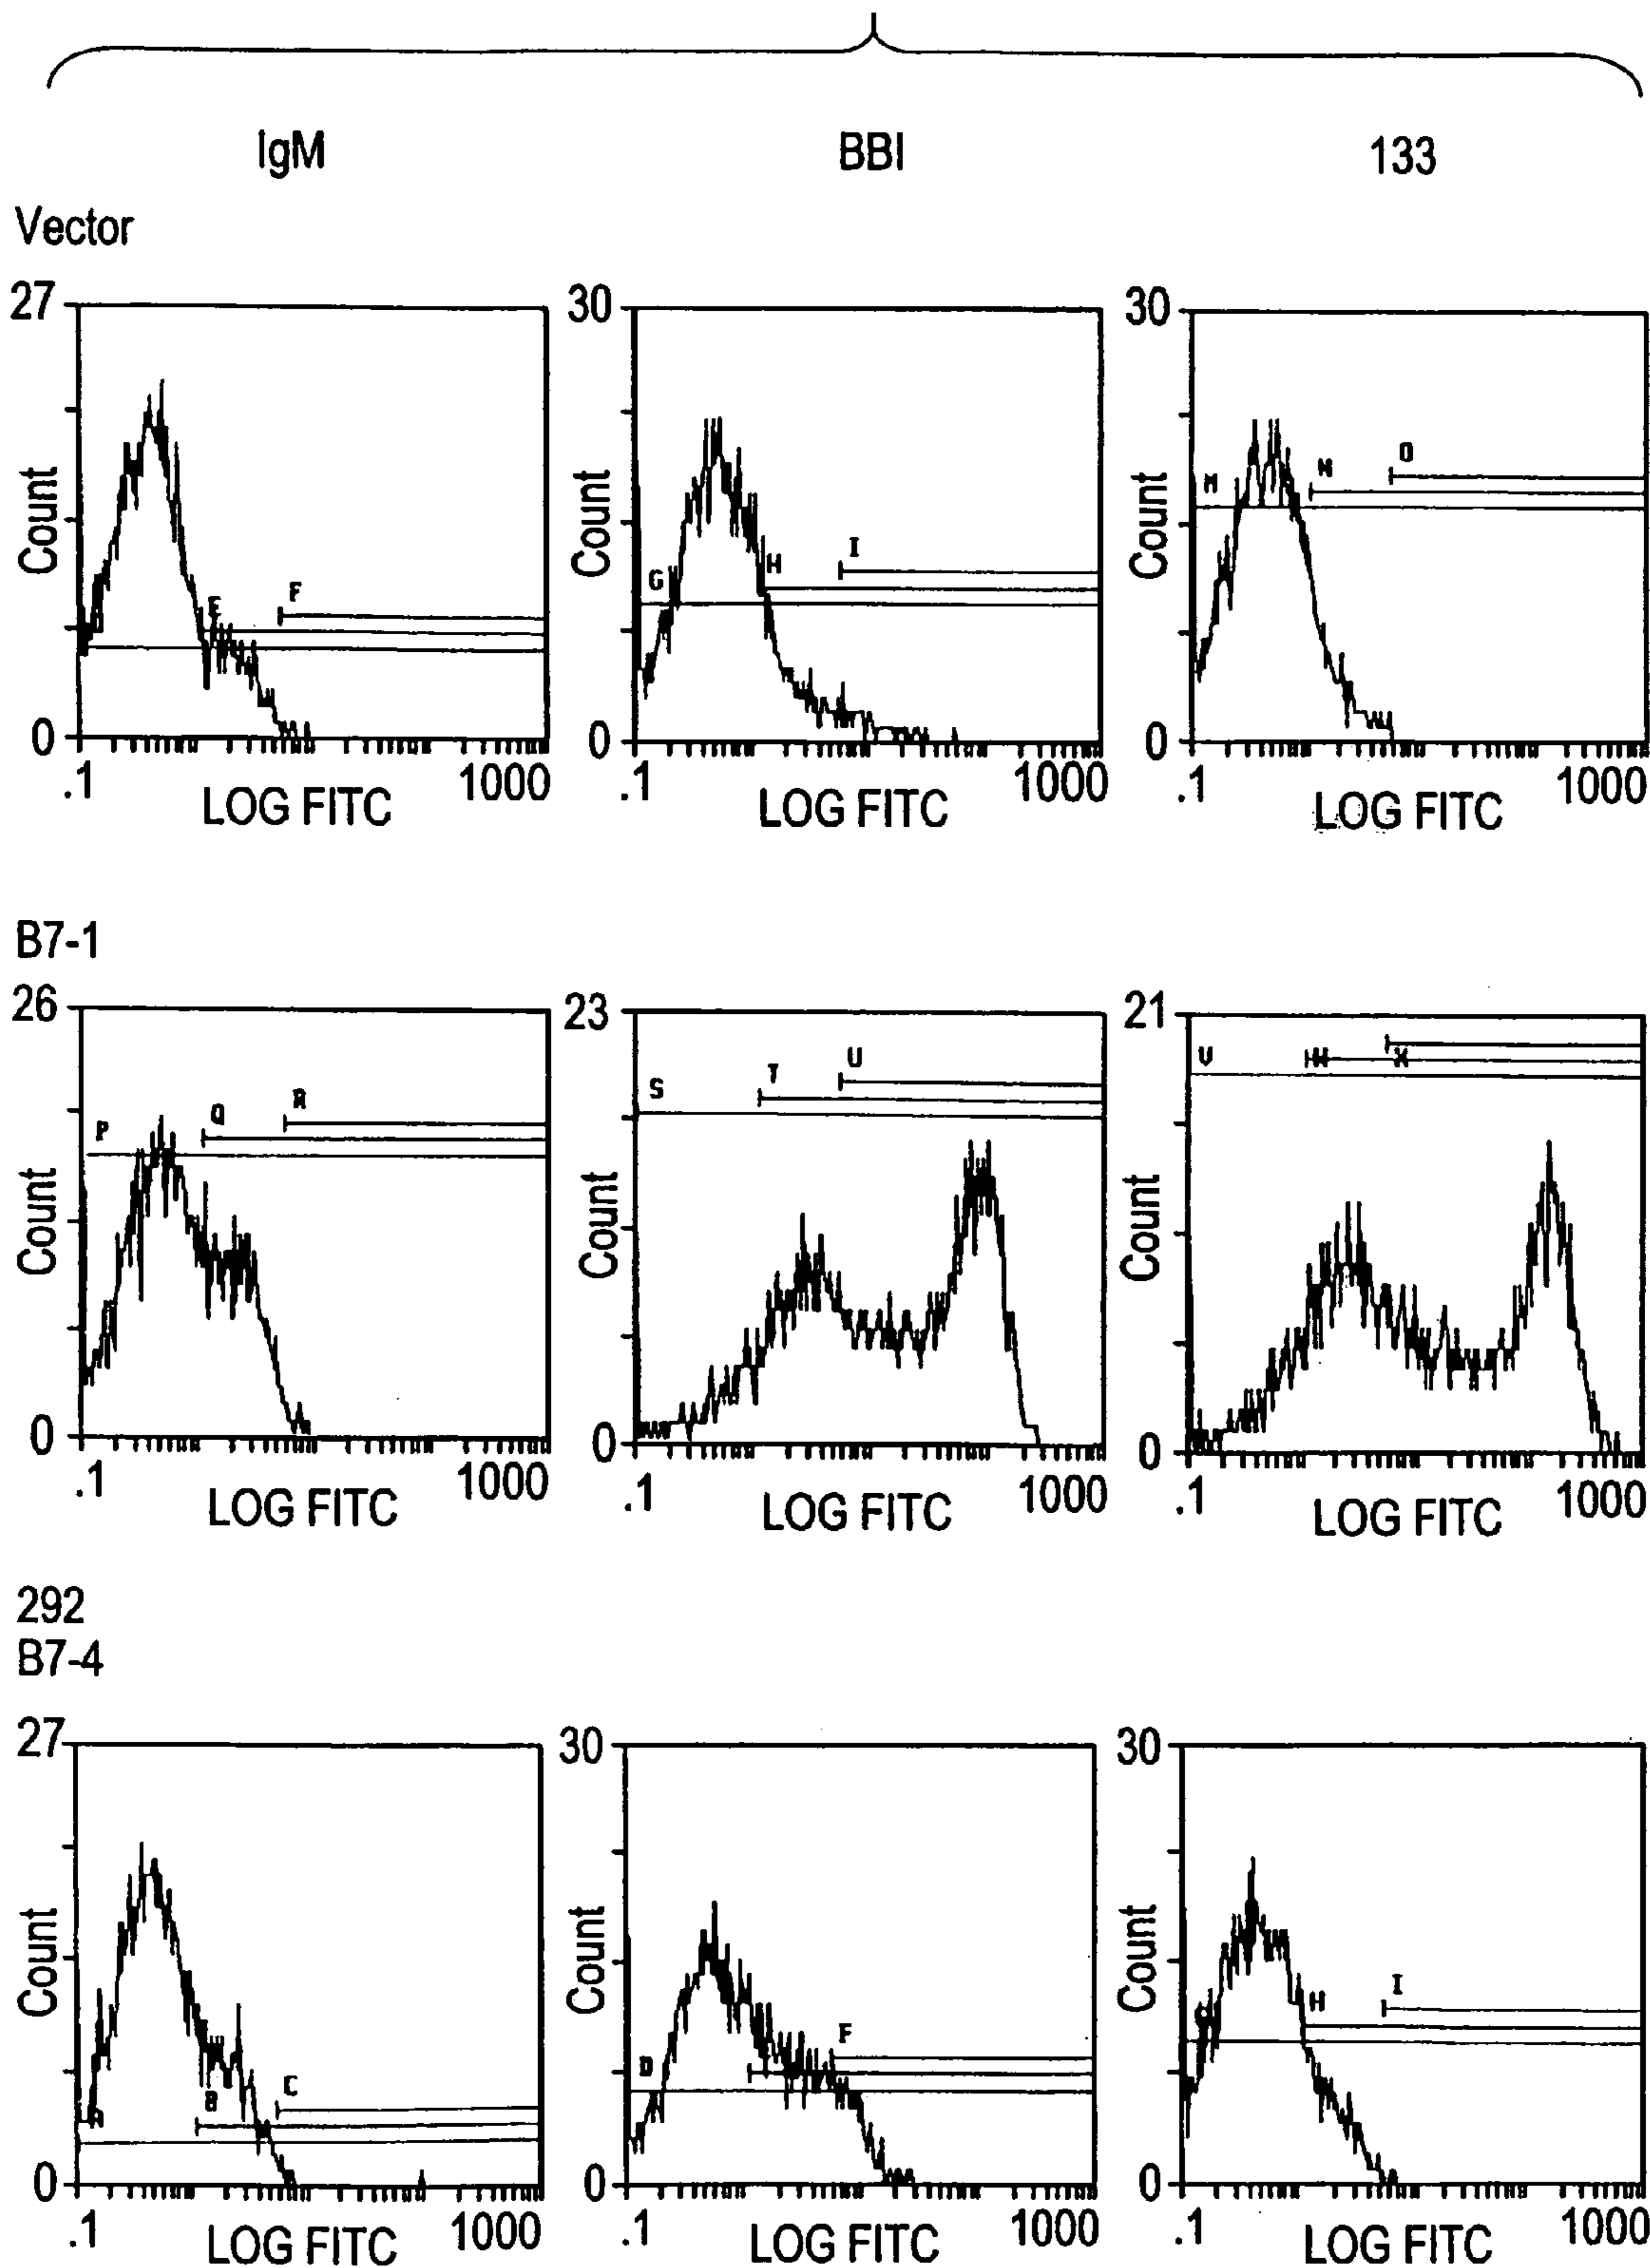 IgM BBI 133
Vector
27 30 30
Count Count Count
E F G H I M N O
0 0 0
.1 1000 .1 1000 .1 1000
LOG FITC LOG FITC LOG FITC
B7-1
26 23 21
P Q R S T U V W X
Count Count Count
0 0 0
.1 1000 .1 1000 .1 1000
LOG FITC LOG FITC LOG FITC
292
B7-4
27 30 30
Count Count Count
A B C D F H I
0 0 0
.1 1000 .1 1000 .1 1000
LOG FITC LOG FITC LOG FITC